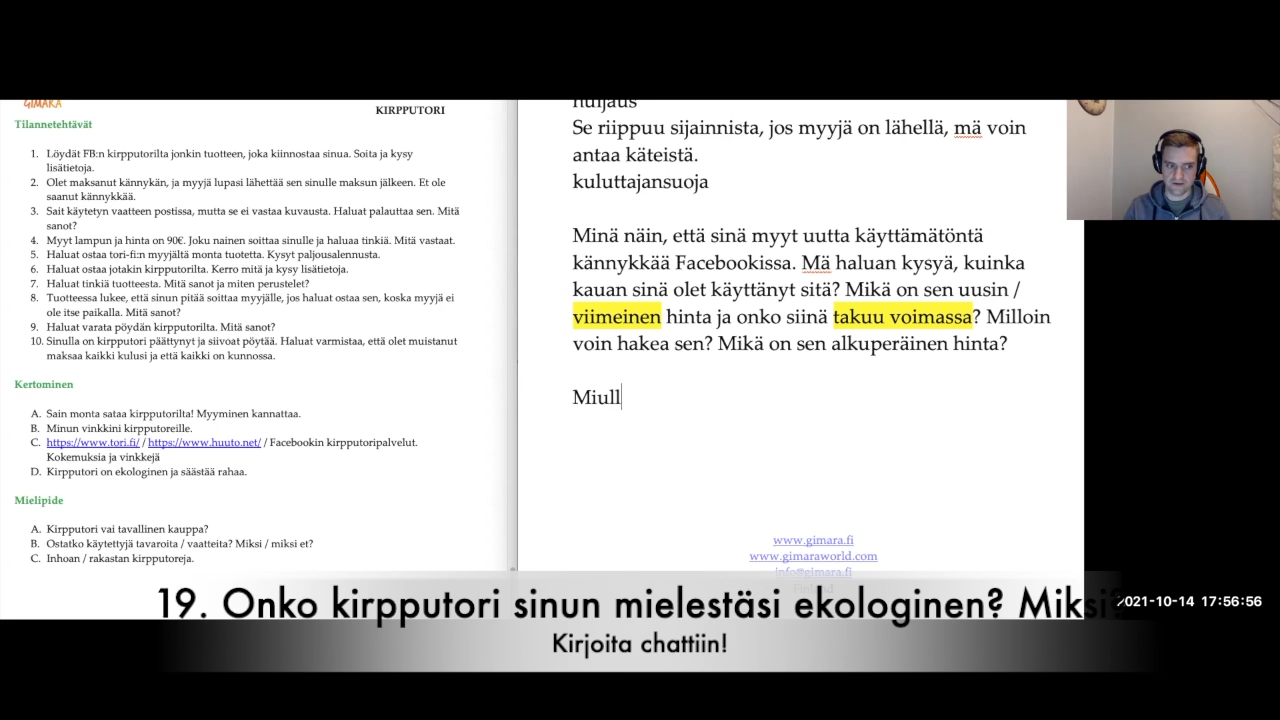 GIMARA
KIRPPUTORI
Tilannetehtävät
1. Löydät FB:n kirpputorilta jonkin tuotteen, joka kiinnostaa sinua. Soita ja kysy
lisätietoja.
2. Olet maksanut kännykän, ja myyjä lupasi lähettää sen sinulle maksun jälkeen. Et ole
saanut kännykkää.
3. Sait käytetyn vaatteen postissa, mutta se ei vastaa kuvausta. Haluat palauttaa sen. Mitä
sanot?
4. Myyt lampun ja hinta on 90€. Joku nainen soittaa sinulle ja haluaa tinkiä. Mitä vastaat.
5. Haluat ostaa tori-fi:n myyjältä monta tuotetta. Kysyt paljousalennusta.
6. Haluat ostaa jotakin kirpputorilta. Kerro mitä ja kysy lisätietoja.
7. Haluat tinkiä tuotteesta. Mitä sanot ja miten perustelet?
8. Tuotteessa lukee, että sinun pitää soittaa myyjälle, jos haluat ostaa sen, koska myyjä ei
ole itse paikalla. Mitä sanot?
9. Haluat varata pöydän kirpputorilta. Mitä sanot?
10. Sinulla on kirpputori päättynyt ja siivoat pöytää. Haluat varmistaa, että olet muistanut
maksaa kaikki kulusi ja että kaikki on kunnossa.
Kertominen
A. Sain monta sataa kirpputorilta! Myyminen kannattaa.
B. Minun vinkkini kirpputoreille.
C. https://www.tori.fi/ / https://www.huuto.net/ / Facebookin kirpputoripalvelut.
Kokemuksia ja vinkkejä
D. Kirpputori on ekologinen ja säästää rahaa.
Mielipide
A. Kirpputori vai tavallinen kauppa?
B. Ostatko käytettyjä tavaroita / vaatteita? Miksi / miksi et?
C. Inhoan / rakastan kirpputoreja.
huijaus
Se riippuu sijainnista, jos myyjä on lähellä, mä voin
antaa käteistä.
kuluttajansuoja
Minä näin, että sinä myyt uutta käyttämätöntä
kännykkää Facebookissa. Mä haluan kysyä, kuinka
kauan sinä olet käyttänyt sitä? Mikä on sen uusin /
viimeinen hinta ja onko siinä takuu voimassa? Milloin
voin hakea sen? Mikä on sen alkuperäinen hinta?
Miull
www.gimara.fi
www.gimaraworld.com
info@gimara.fi
Finland
19. Onko kirpputori sinun mielestäsi ekologinen? Miksi?
2021-10-14 17:56:56
Kirjoita chattiin!